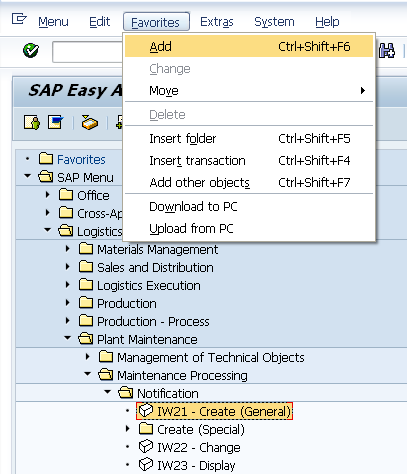 Menu Edit Favorites Extras System Help
Add Ctrl+Shift+F6
Change
Move
Delete
Insert folder Ctrl+Shift+F5
Insert transaction Ctrl+Shift+F4
Add other objects Ctrl+Shift+F7
Download to PC
Upload from PC
SAP Easy A
Favorites
SAP Menu
Office
Cross-Ap
Logistics
Materials Management
Sales and Distribution
Logistics Execution
Production
Production - Process
Plant Maintenance
Management of Technical Objects
Maintenance Processing
Notification
IW21 - Create (General)
Create (Special)
IW22 - Change
IW23 - Display